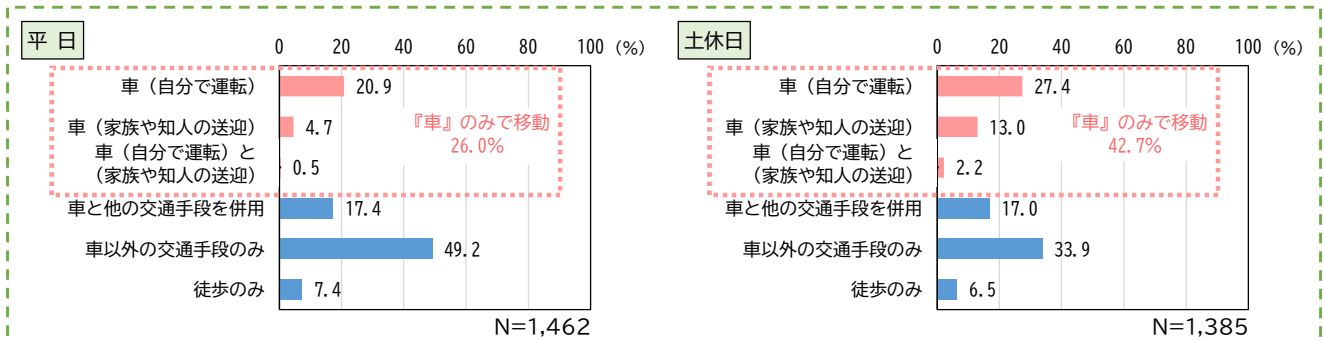 平 日
0 20 40 60 80 100 (%)
車（自分で運転） 20.9
車（家族や知人の送迎） 4.7
車（自分で運転）と
（家族や知人の送迎） 0.5
『車』のみで移動
26.0%
車と他の交通手段を併用 17.4
車以外の交通手段のみ 49.2
徒歩のみ 7.4
N=1,462
土休日
0 20 40 60 80 100 (%)
車（自分で運転） 27.4
車（家族や知人の送迎） 13.0
車（自分で運転）と
（家族や知人の送迎） 2.2
『車』のみで移動
42.7%
車と他の交通手段を併用 17.0
車以外の交通手段のみ 33.9
徒歩のみ 6.5
N=1,385